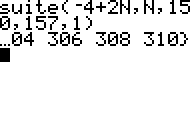 suite(-4+2N,N,15
0,157,1)
…04 306 308 310}